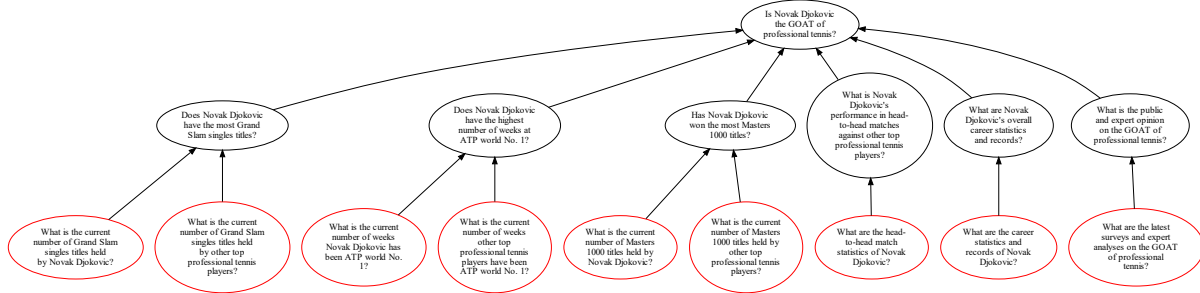 Is Novak Djokovic
the GOAT of
professional tennis?
Does Novak Djokovic
have the most Grand
Slam singles titles?
Does Novak Djokovic
have the highest
number of weeks at
ATP world No. 1?
Has Novak Djokovic
won the most Masters
1000 titles?
What is Novak
Djokovic's
performance in head-
to-head matches
against other top
professional tennis
players?
What are Novak
Djokovic's overall
career statistics
and records?
What is the public
and expert opinion
on the GOAT of
professional tennis?
What is the current
number of Grand Slam
singles titles held
by Novak Djokovic?
What is the current
number of Grand Slam
singles titles held
by other top
professional tennis
players?
What is the current
number of weeks
Novak Djokovic has
been ATP world No.
1?
What is the current
number of weeks
other top
professional tennis
players have been
ATP world No. 1?
What is the current
number of Masters
1000 titles held by
Novak Djokovic?
What is the current
number of Masters
1000 titles held by
other top
professional tennis
players?
What are the head-
to-head match
statistics of Novak
Djokovic?
What are the career
statistics and
records of Novak
Djokovic?
What are the latest
surveys and expert
analyses on the GOAT
of professional
tennis?